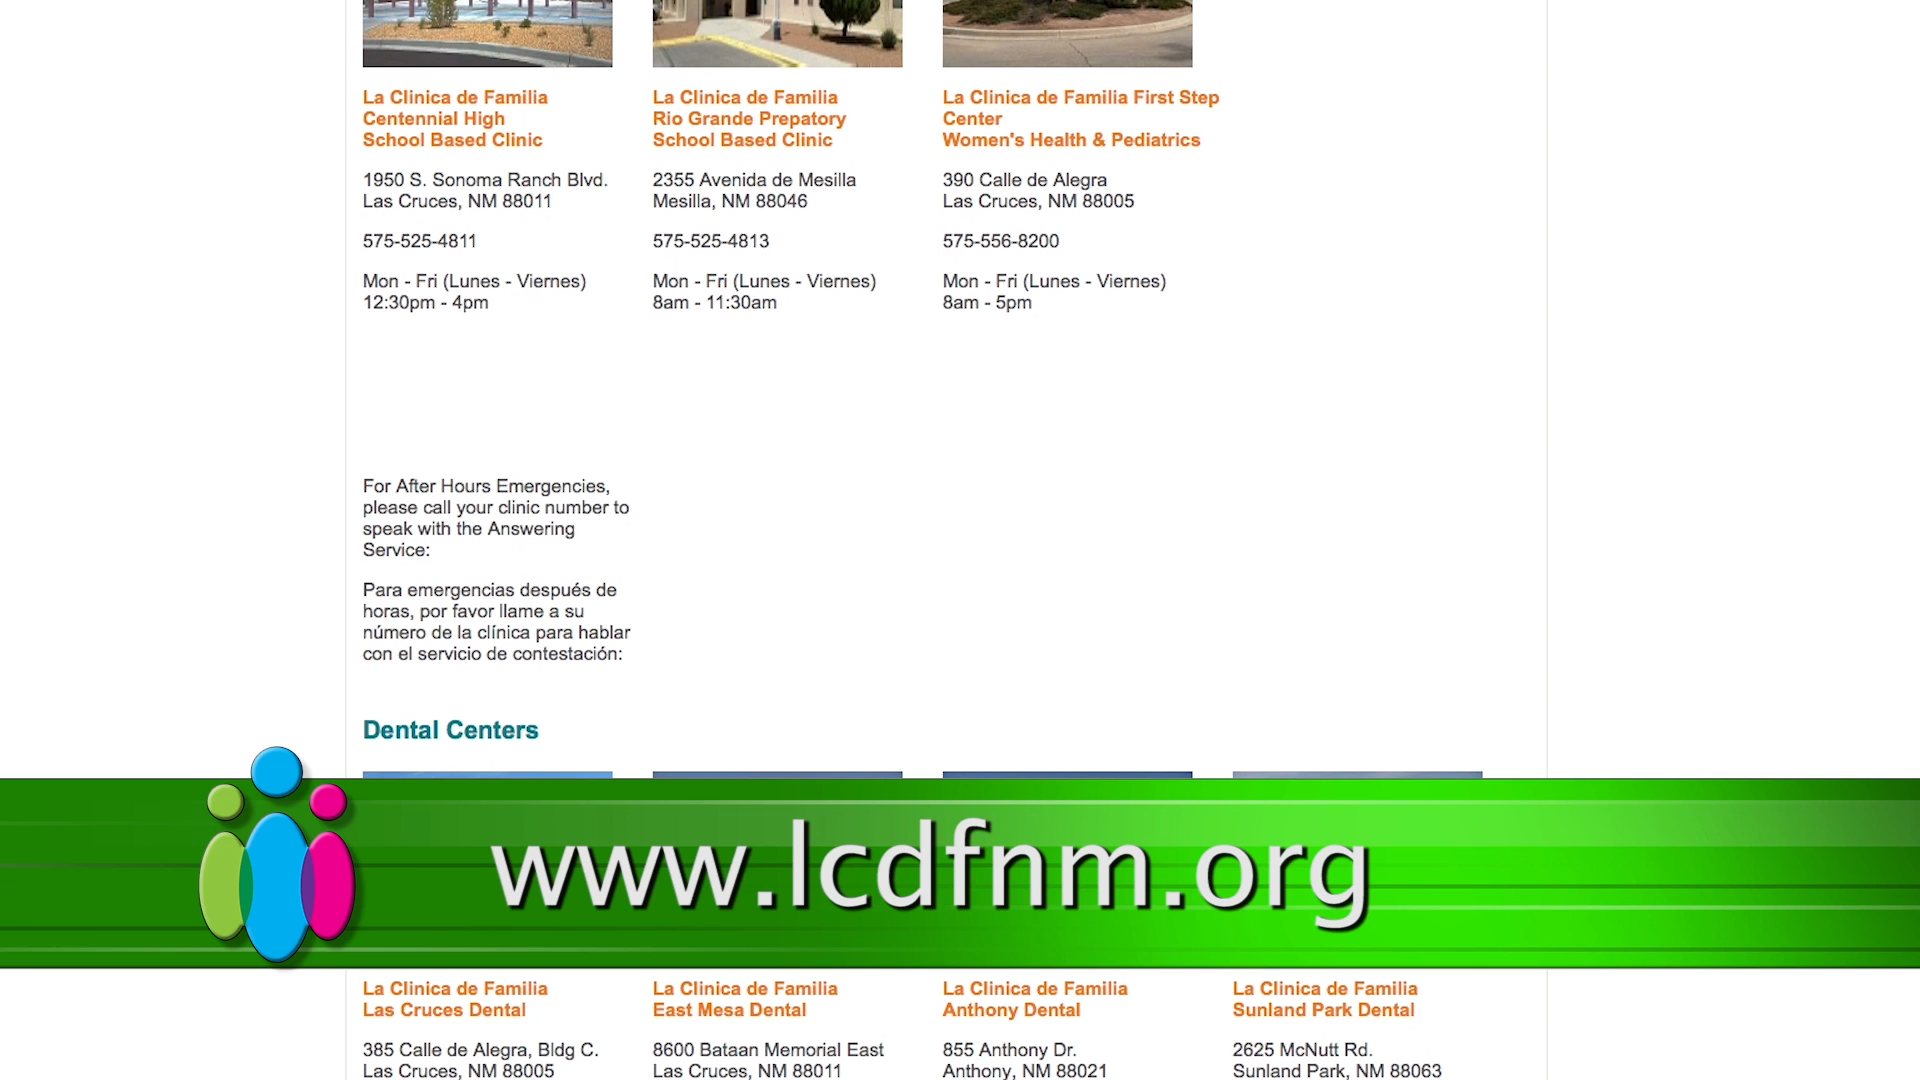 La Clinica de Familia
Centennial High
School Based Clinic
1950 S. Sonoma Ranch Blvd.
Las Cruces, NM 88011
575-525-4811
Mon - Fri (Lunes - Viernes)
12:30pm - 4pm
La Clinica de Familia
Rio Grande Prepatory
School Based Clinic
2355 Avenida de Mesilla
Mesilla, NM 88046
575-525-4813
Mon - Fri (Lunes - Viernes)
8am - 11:30am
La Clinica de Familia First Step
Center
Women's Health & Pediatrics
390 Calle de Alegra
Las Cruces, NM 88005
575-556-8200
Mon - Fri (Lunes - Viernes)
8am - 5pm
For After Hours Emergencies,
please call your clinic number to
speak with the Answering
Service:
Para emergencias después de
horas, por favor llame a su
número de la clínica para hablar
con el servicio de contestación:
Dental Centers
www.lcdfnm.org
La Clinica de Familia
Las Cruces Dental
385 Calle de Alegra, Bldg C.
Las Cruces, NM 88005
La Clinica de Familia
East Mesa Dental
8600 Bataan Memorial East
Las Cruces, NM 88011
La Clinica de Familia
Anthony Dental
855 Anthony Dr.
Anthony, NM 88021
La Clinica de Familia
Sunland Park Dental
2625 McNutt Rd.
Sunland Park, NM 88063